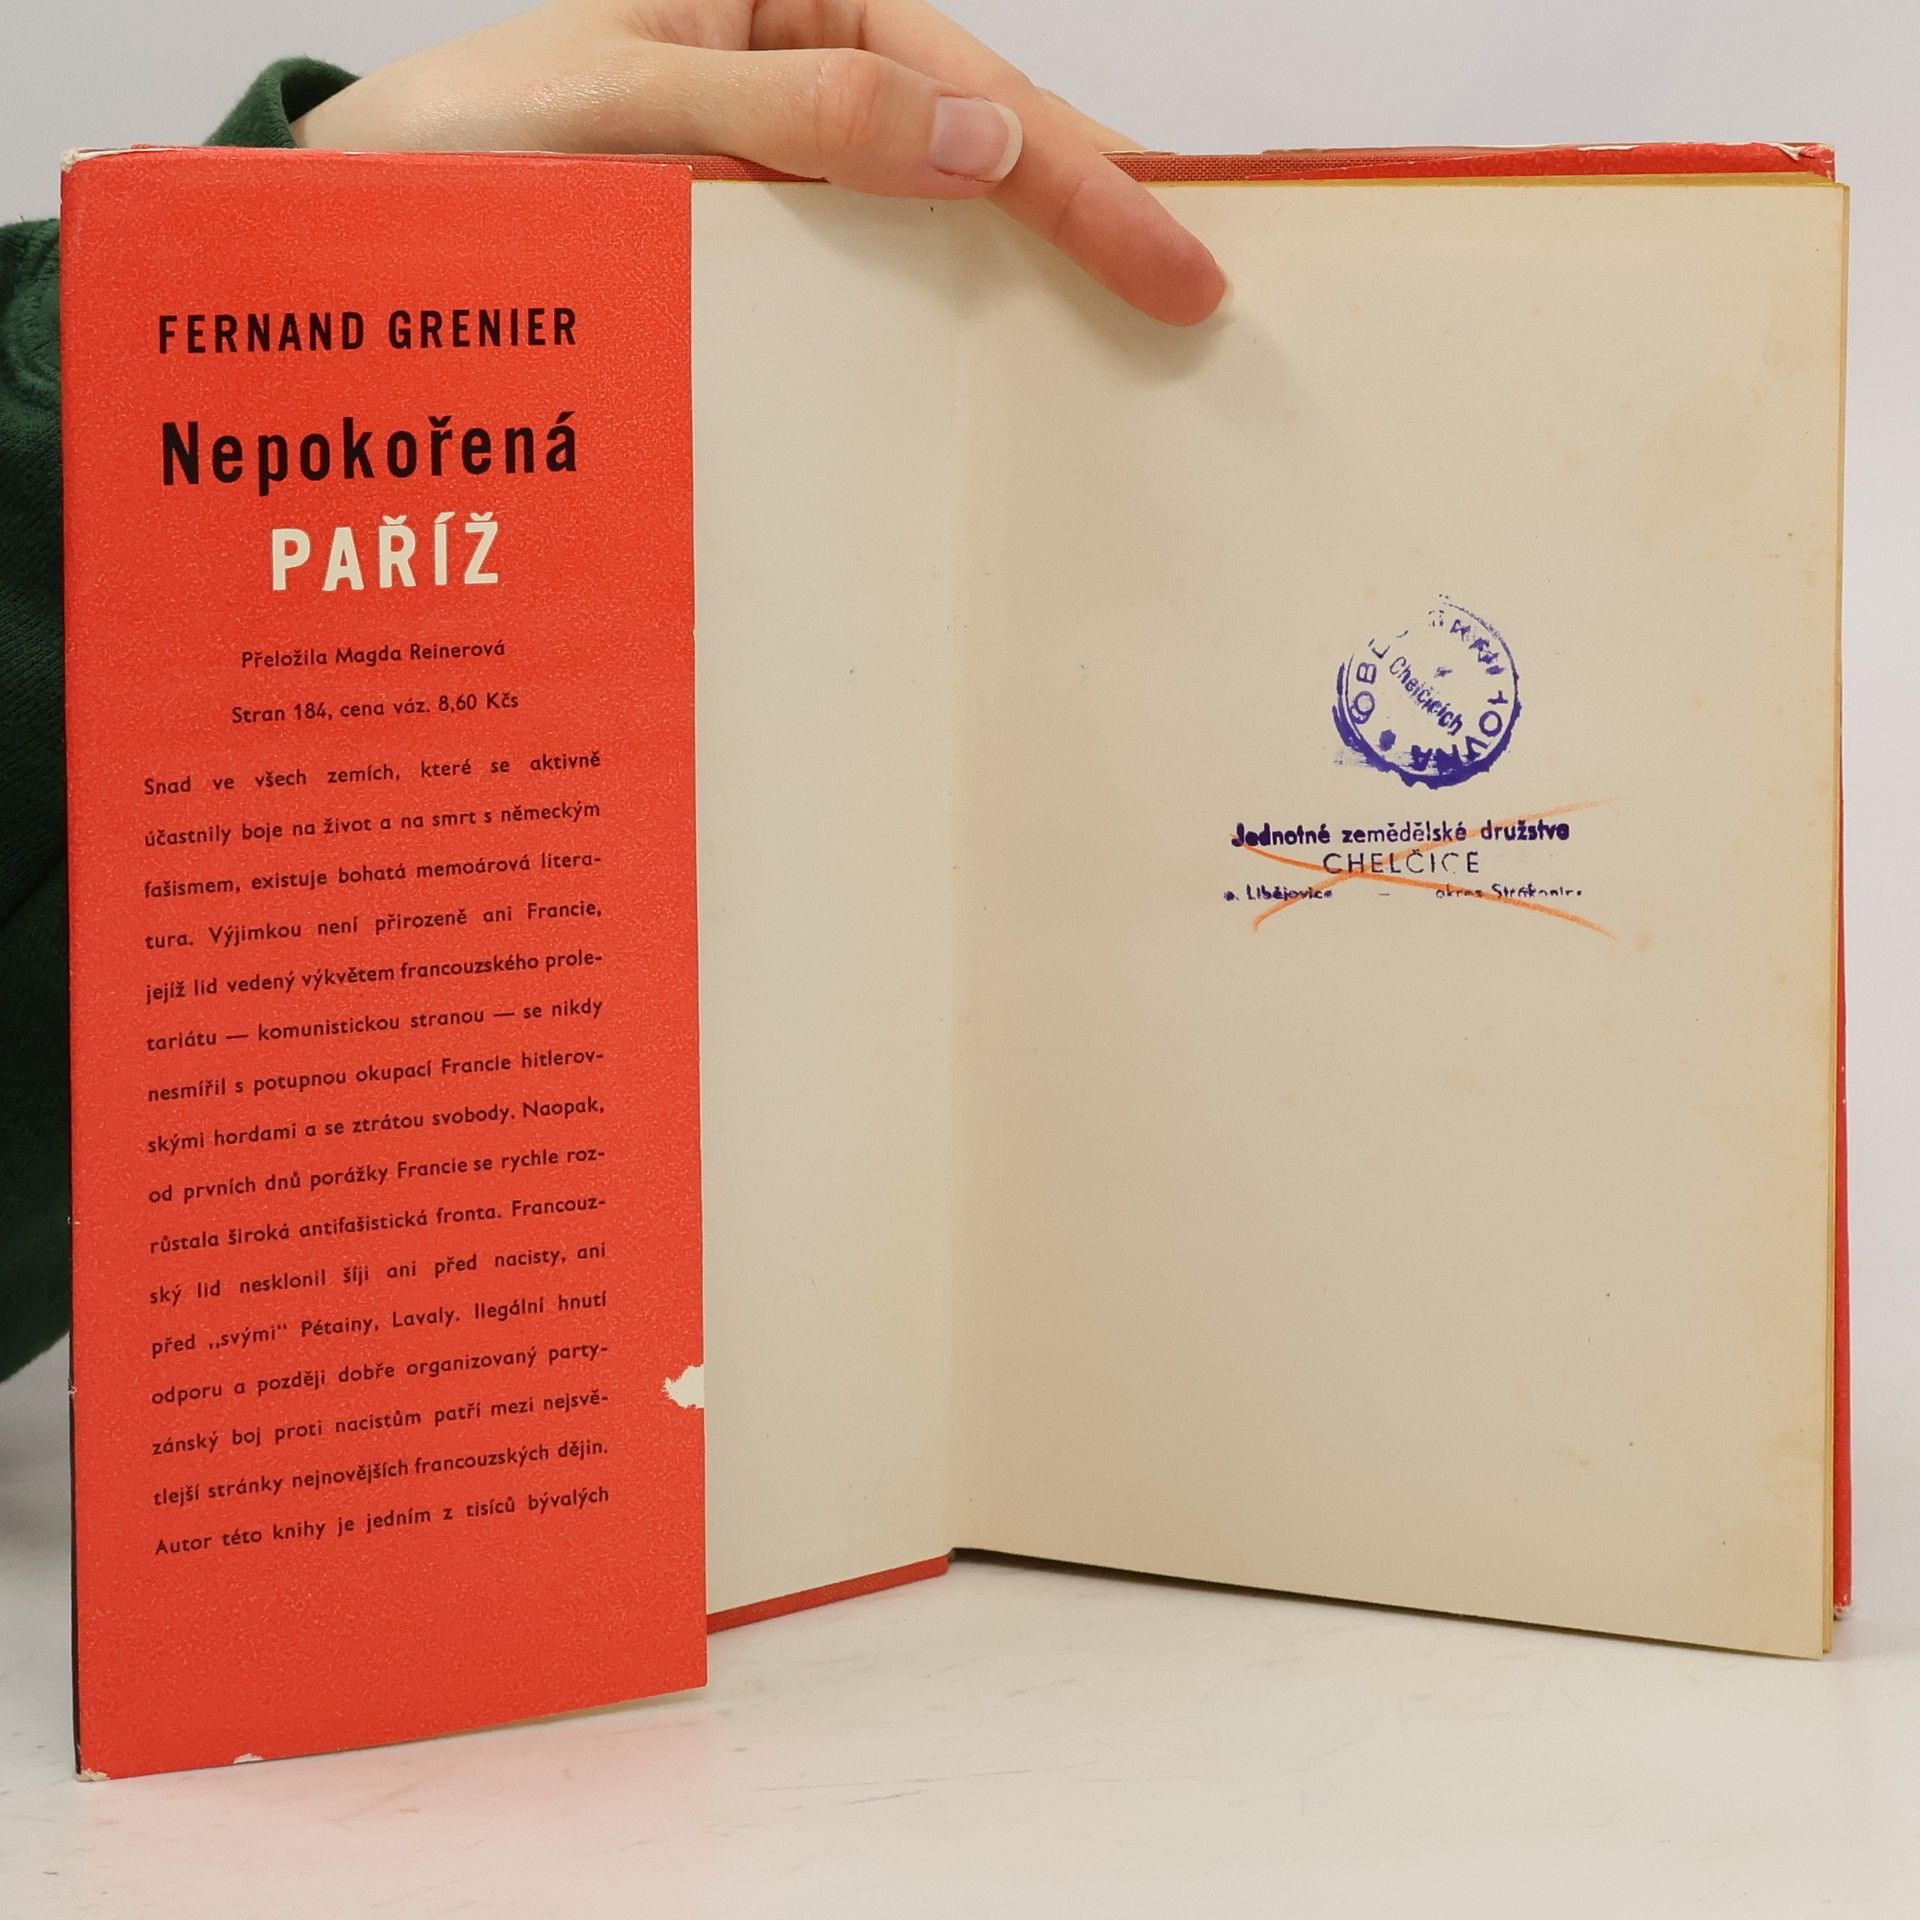 FERNAND GRENIER
Nepokořená
PAŘÍŽ
Přeložila Magda Reinerová
Stran 184, cena váz. 8,60 Kčs
Snad ve všech zemích, které se aktivně
účastnily boje na život a na smrt s německým
fašismem, existuje bohatá memoárová litera-
tura. Výjimkou není přirozeně ani Francie,
jejíž lid vedený výkvětem francouzského prole-
tariátu — komunistickou stranou — se nikdy
nesmířil s potupnou okupací Francie hitlerov-
skými hordami a se ztrátou svobody. Naopak,
od prvních dnů porážky Francie se rychle roz-
růstala široká antifašistická fronta. Francouz-
ský lid nesklonil šíji ani před nacisty, ani
před „svými“ Pétainy, Lavaly. Ilegální hnutí
odporu a později dobře organizovaný party-
zánský boj proti nacistům patří mezi nejsvě-
tlejší stránky nejnovějších francouzských dějin.
Autor této knihy je jedním z tisíců bývalých
Chelčicích
Jednotné zemědělské družstvo
CHELČICE
p. Libějovice — okres Strakonice